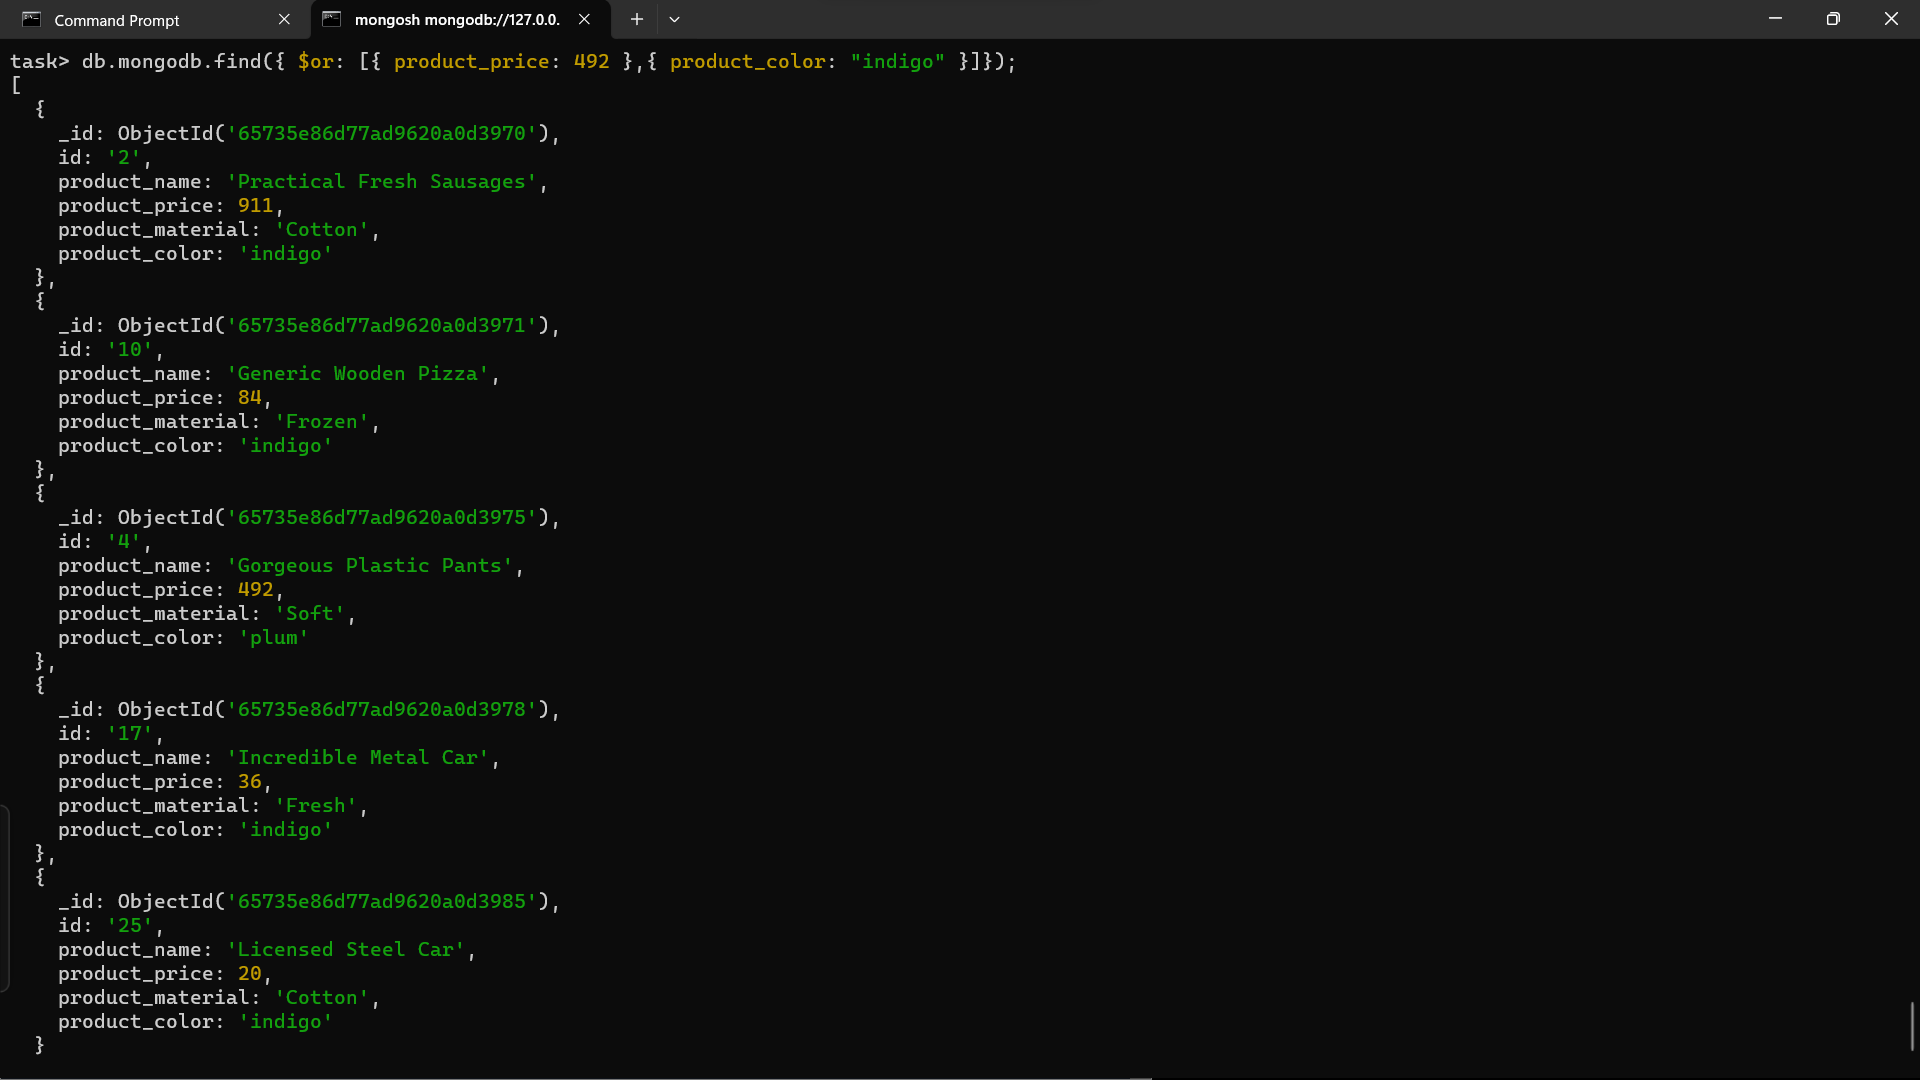 Command Prompt
mongosh mongodb://127.0.0.
task> db.mongodb.find({ $or: [{ product_price: 492 },{ product_color: "indigo" }]});
[
  {
    _id: ObjectId('65735e86d77ad9620a0d3970'),
    id: '2',
    product_name: 'Practical Fresh Sausages',
    product_price: 911,
    product_material: 'Cotton',
    product_color: 'indigo'
  },
  {
    _id: ObjectId('65735e86d77ad9620a0d3971'),
    id: '10',
    product_name: 'Generic Wooden Pizza',
    product_price: 84,
    product_material: 'Frozen',
    product_color: 'indigo'
  },
  {
    _id: ObjectId('65735e86d77ad9620a0d3975'),
    id: '4',
    product_name: 'Gorgeous Plastic Pants',
    product_price: 492,
    product_material: 'Soft',
    product_color: 'plum'
  },
  {
    _id: ObjectId('65735e86d77ad9620a0d3978'),
    id: '17',
    product_name: 'Incredible Metal Car',
    product_price: 36,
    product_material: 'Fresh',
    product_color: 'indigo'
  },
  {
    _id: ObjectId('65735e86d77ad9620a0d3985'),
    id: '25',
    product_name: 'Licensed Steel Car',
    product_price: 20,
    product_material: 'Cotton',
    product_color: 'indigo'
  }